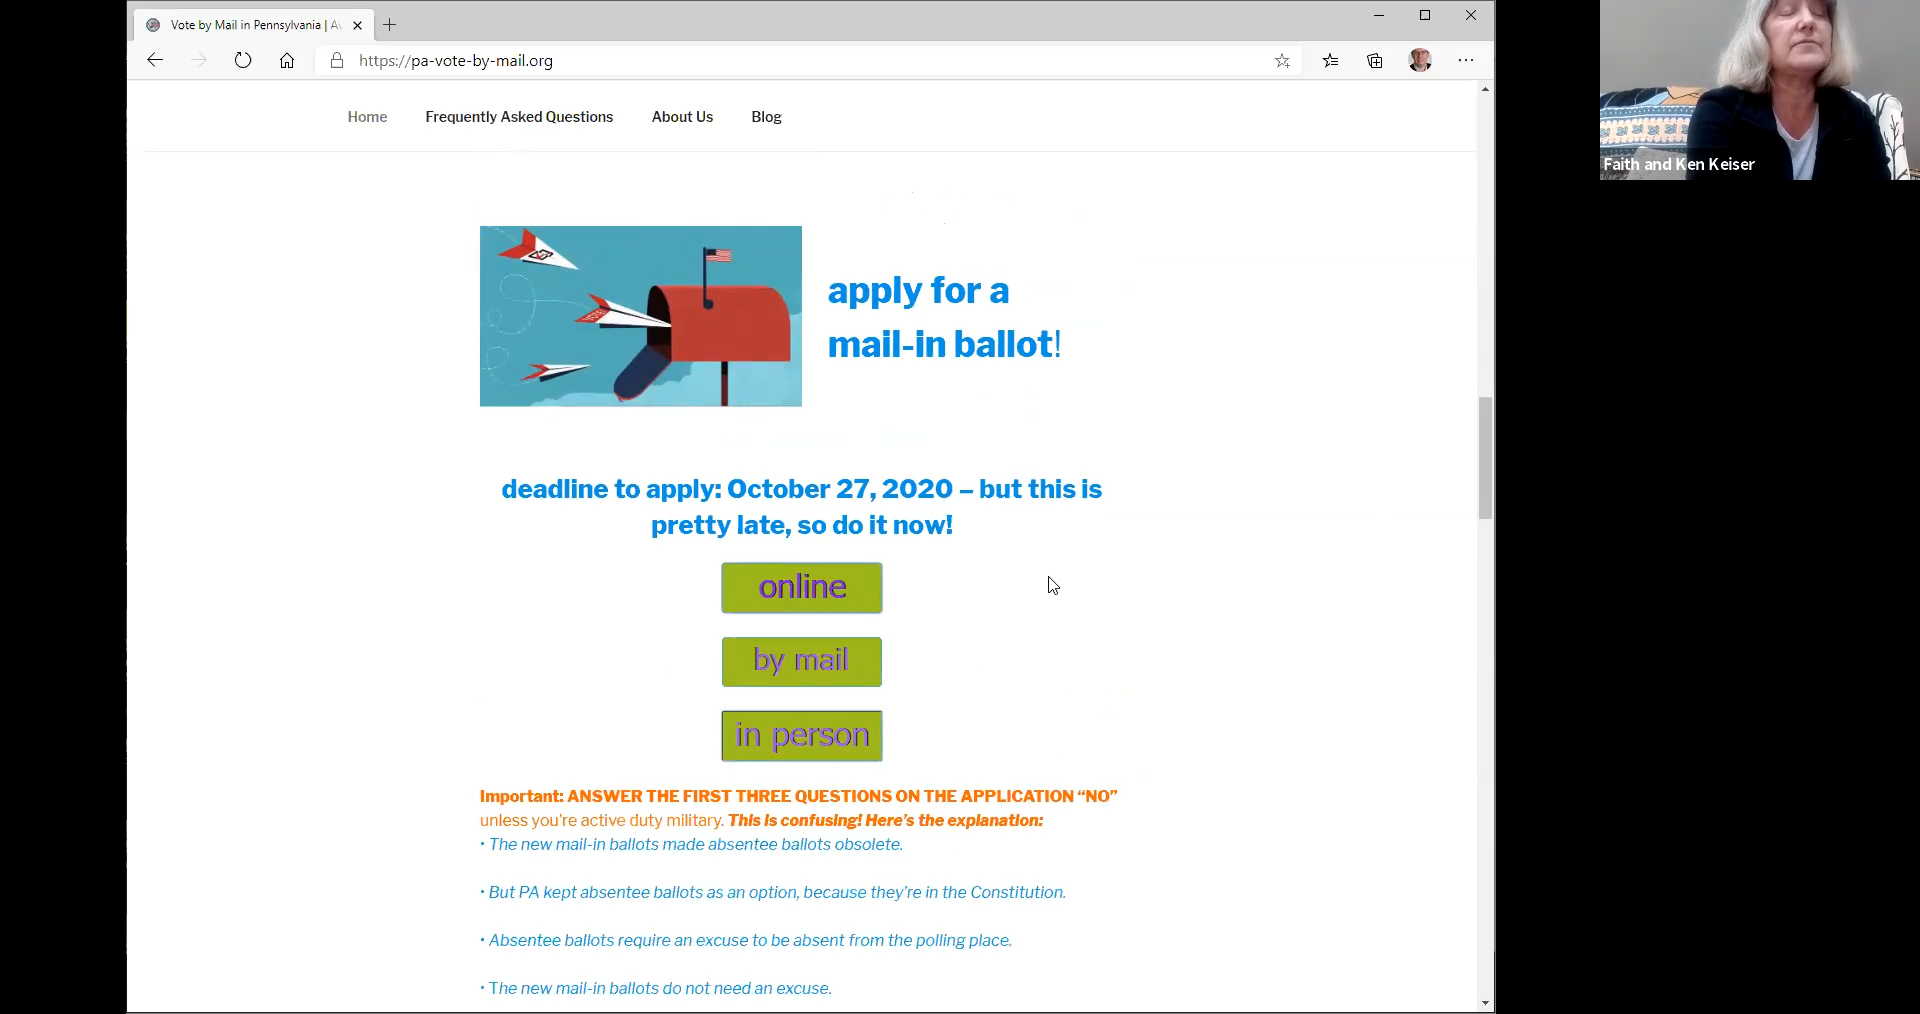 Vote by Mail in Pennsylvania |
https://pa-vote-by-mail.org
Home Frequently Asked Questions About Us Blog
apply for a
mail-in ballot!
deadline to apply: October 27, 2020 – but this is
pretty late, so do it now!
online
by mail
in person
Important: ANSWER THE FIRST THREE QUESTIONS ON THE APPLICATION “NO”
unless you’re active duty military. This is confusing! Here’s the explanation:
• The new mail-in ballots made absentee ballots obsolete.
• But PA kept absentee ballots as an option, because they’re in the Constitution.
• Absentee ballots require an excuse to be absent from the polling place.
• The new mail-in ballots do not need an excuse.
Faith and Ken Keiser